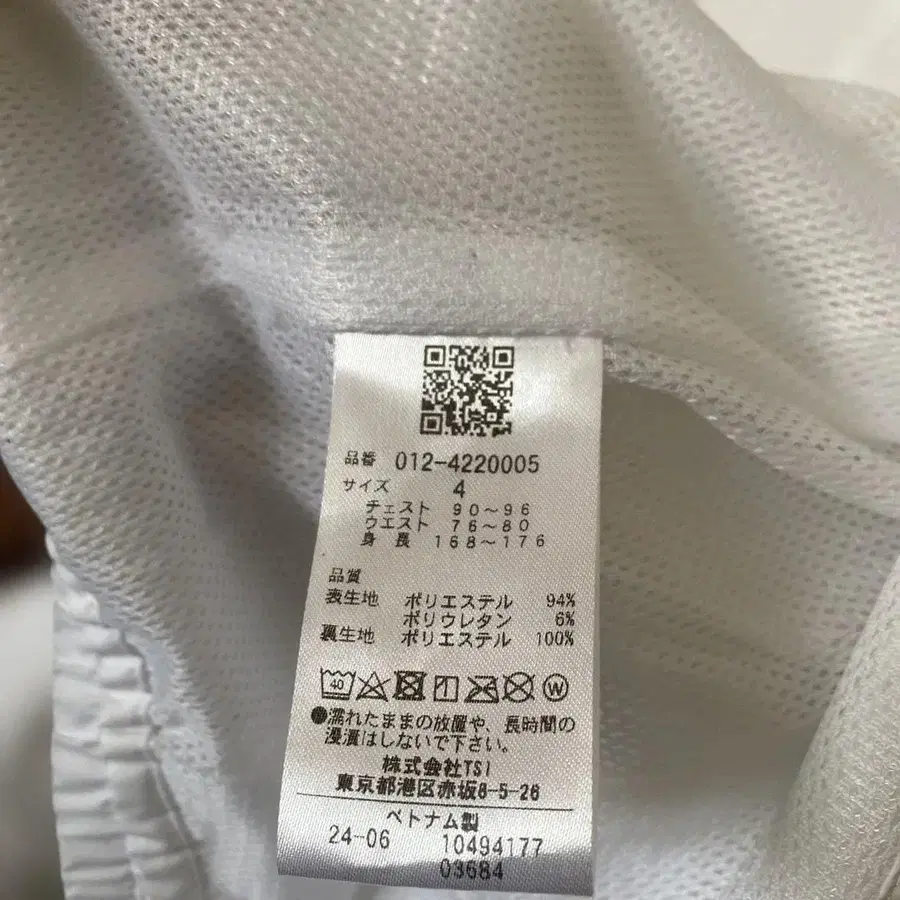 品番 012-4220005
サイズ 4
チェスト 90〜96
ウエスト 76〜80
身長 168〜176
品質
表生地 ポリエステル 94%
ポリウレタン 6%
裏生地 ポリエステル 100%
40 W
●濡れたままの放置や、長時間の
浸漬はしないで下さい。
株式会社TSI
東京都港区赤坂8-5-26
ベトナム製
24-06 10494177
03684